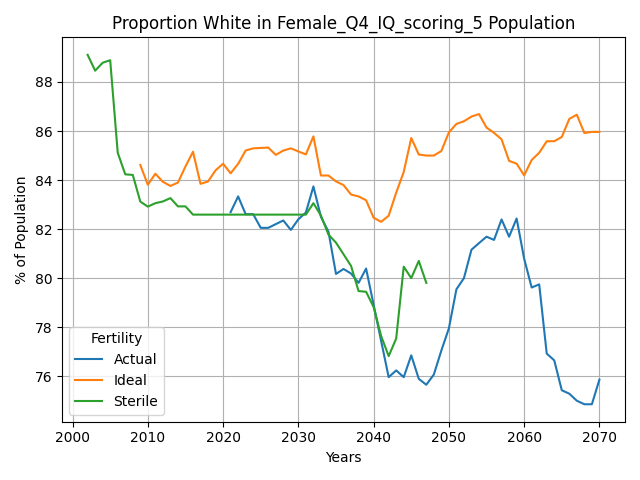 Proportion White in Female_Q4_IQ_scoring_5 Population
% of Population
88
86
84
82
80
78
76
Fertility
Actual
Ideal
Sterile
2000 2010 2020 2030 2040 2050 2060 2070
Years